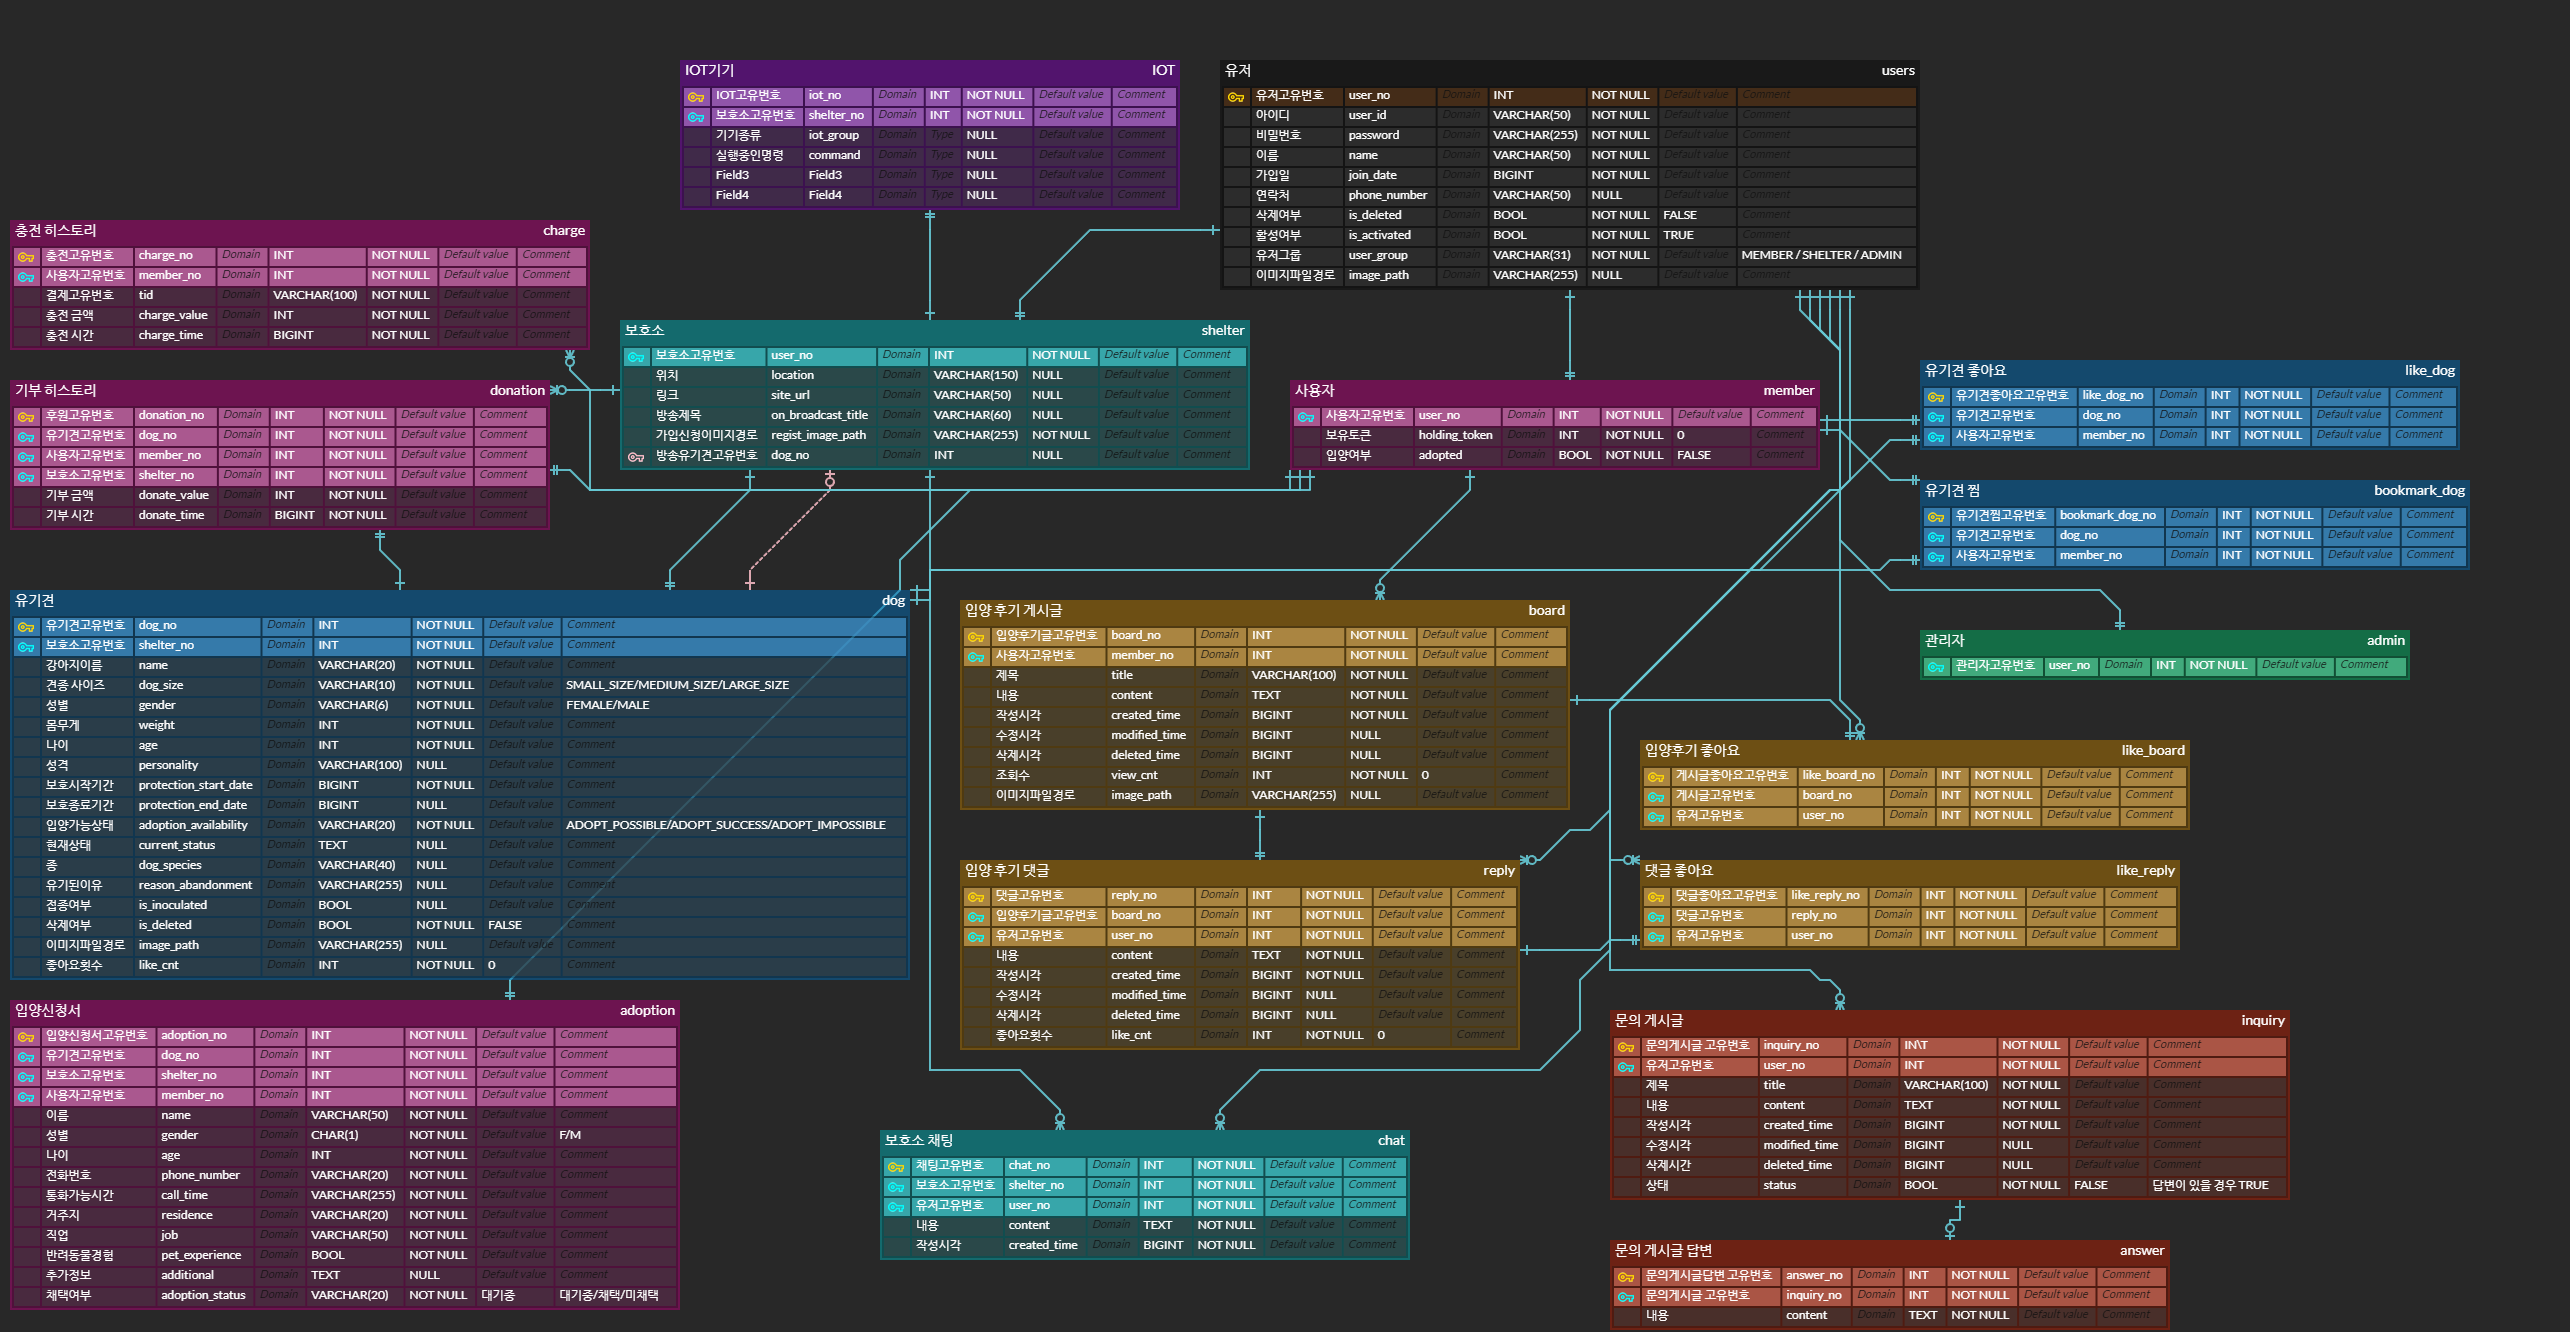 IOT기기 IOT
IOT고유번호 iot_no Domain INT NOT NULL Default value Comment
보호소고유번호 shelter_no Domain INT NOT NULL Default value Comment
기기종류 iot_group Domain Type NULL Default value Comment
실행중인명령 command Domain Type NULL Default value Comment
Field3 Field3 Domain Type NULL Default value Comment
Field4 Field4 Domain Type NULL Default value Comment
유저 users
유저고유번호 user_no Domain INT NOT NULL Default value Comment
아이디 user_id Domain VARCHAR(50) NOT NULL Default value Comment
비밀번호 password Domain VARCHAR(255) NOT NULL Default value Comment
이름 name Domain VARCHAR(50) NOT NULL Default value Comment
가입일 join_date Domain BIGINT NOT NULL Default value Comment
연락처 phone_number Domain VARCHAR(50) NULL Default value Comment
삭제여부 is_deleted Domain BOOL NOT NULL FALSE Comment
활성여부 is_activated Domain BOOL NOT NULL TRUE Comment
유저그룹 user_group Domain VARCHAR(31) NOT NULL Default value MEMBER / SHELTER / ADMIN
이미지파일경로 image_path Domain VARCHAR(255) NULL Default value Comment
충전 히스토리 charge
충전고유번호 charge_no Domain INT NOT NULL Default value Comment
사용자고유번호 member_no Domain INT NOT NULL Default value Comment
결제고유번호 tid Domain VARCHAR(100) NOT NULL Default value Comment
충전 금액 charge_value Domain INT NOT NULL Default value Comment
충전 시간 charge_time Domain BIGINT NOT NULL Default value Comment
보호소 shelter
보호소고유번호 user_no Domain INT NOT NULL Default value Comment
위치 location Domain VARCHAR(150) NULL Default value Comment
링크 site_url Domain VARCHAR(50) NULL Default value Comment
방송제목 on_broadcast_title Domain VARCHAR(60) NULL Default value Comment
가입신청이미지경로 regist_image_path Domain VARCHAR(255) NOT NULL Default value Comment
방송유기견고유번호 dog_no Domain INT NULL Default value Comment
기부 히스토리 donation
후원고유번호 donation_no Domain INT NOT NULL Default value Comment
유기견고유번호 dog_no Domain INT NOT NULL Default value Comment
사용자고유번호 member_no Domain INT NOT NULL Default value Comment
보호소고유번호 shelter_no Domain INT NOT NULL Default value Comment
기부 금액 donate_value Domain INT NOT NULL Default value Comment
기부 시간 donate_time Domain BIGINT NOT NULL Default value Comment
사용자 member
사용자고유번호 user_no Domain INT NOT NULL Default value Comment
보유토큰 holding_token Domain INT NOT NULL 0 Comment
입양여부 adopted Domain BOOL NOT NULL FALSE Comment
유기견 좋아요 like_dog
유기견좋아요고유번호 like_dog_no Domain INT NOT NULL Default value Comment
유기견고유번호 dog_no Domain INT NOT NULL Default value Comment
사용자고유번호 member_no Domain INT NOT NULL Default value Comment
유기견 찜 bookmark_dog
유기견찜고유번호 bookmark_dog_no Domain INT NOT NULL Default value Comment
유기견고유번호 dog_no Domain INT NOT NULL Default value Comment
사용자고유번호 member_no Domain INT NOT NULL Default value Comment
유기견 dog
유기견고유번호 dog_no Domain INT NOT NULL Default value Comment
보호소고유번호 shelter_no Domain INT NOT NULL Default value Comment
강아지이름 name Domain VARCHAR(20) NOT NULL Default value Comment
견종 사이즈 dog_size Domain VARCHAR(10) NOT NULL Default value SMALL_SIZE/MEDIUM_SIZE/LARGE_SIZE
성별 gender Domain VARCHAR(6) NOT NULL Default value FEMALE/MALE
몸무게 weight Domain INT NOT NULL Default value Comment
나이 age Domain INT NOT NULL Default value Comment
성격 personality Domain VARCHAR(100) NULL Default value Comment
보호시작기간 protection_start_date Domain BIGINT NOT NULL Default value Comment
보호종료기간 protection_end_date Domain BIGINT NULL Default value Comment
입양가능상태 adoption_availability Domain VARCHAR(20) NOT NULL Default value ADOPT_POSSIBLE/ADOPT_SUCCESS/ADOPT_IMPOSSIBLE
현재상태 current_status Domain TEXT NULL Default value Comment
종 dog_species Domain VARCHAR(40) NULL Default value Comment
유기된이유 reason_abandonment Domain VARCHAR(255) NULL Default value Comment
접종여부 is_inoculated Domain BOOL NULL Default value Comment
삭제여부 is_deleted Domain BOOL NOT NULL FALSE Comment
이미지파일경로 image_path Domain VARCHAR(255) NULL Default value Comment
좋아요횟수 like_cnt Domain INT NOT NULL 0 Comment
입양 후기 게시글 board
입양후기글고유번호 board_no Domain INT NOT NULL Default value Comment
사용자고유번호 member_no Domain INT NOT NULL Default value Comment
제목 title Domain VARCHAR(100) NOT NULL Default value Comment
내용 content Domain TEXT NOT NULL Default value Comment
작성시각 created_time Domain BIGINT NOT NULL Default value Comment
수정시각 modified_time Domain BIGINT NULL Default value Comment
삭제시각 deleted_time Domain BIGINT NULL Default value Comment
조회수 view_cnt Domain INT NOT NULL 0 Comment
이미지파일경로 image_path Domain VARCHAR(255) NULL Default value Comment
관리자 admin
관리자고유번호 user_no Domain INT NOT NULL Default value Comment
입양후기 좋아요 like_board
게시글좋아요고유번호 like_board_no Domain INT NOT NULL Default value Comment
게시글고유번호 board_no Domain INT NOT NULL Default value Comment
유저고유번호 user_no Domain INT NOT NULL Default value Comment
입양 후기 댓글 reply
댓글고유번호 reply_no Domain INT NOT NULL Default value Comment
입양후기글고유번호 board_no Domain INT NOT NULL Default value Comment
유저고유번호 user_no Domain INT NOT NULL Default value Comment
내용 content Domain TEXT NOT NULL Default value Comment
작성시각 created_time Domain BIGINT NOT NULL Default value Comment
수정시각 modified_time Domain BIGINT NULL Default value Comment
삭제시각 deleted_time Domain BIGINT NULL Default value Comment
좋아요횟수 like_cnt Domain INT NOT NULL 0 Comment
댓글 좋아요 like_reply
댓글좋아요고유번호 like_reply_no Domain INT NOT NULL Default value Comment
댓글고유번호 reply_no Domain INT NOT NULL Default value Comment
유저고유번호 user_no Domain INT NOT NULL Default value Comment
입양신청서 adoption
입양신청서고유번호 adoption_no Domain INT NOT NULL Default value Comment
유기견고유번호 dog_no Domain INT NOT NULL Default value Comment
보호소고유번호 shelter_no Domain INT NOT NULL Default value Comment
사용자고유번호 member_no Domain INT NOT NULL Default value Comment
이름 name Domain VARCHAR(50) NOT NULL Default value Comment
성별 gender Domain CHAR(1) NOT NULL Default value F/M
나이 age Domain INT NOT NULL Default value Comment
전화번호 phone_number Domain VARCHAR(20) NOT NULL Default value Comment
통화가능시간 call_time Domain VARCHAR(255) NOT NULL Default value Comment
거주지 residence Domain VARCHAR(20) NOT NULL Default value Comment
직업 job Domain VARCHAR(50) NOT NULL Default value Comment
반려동물경험 pet_experience Domain BOOL NOT NULL Default value Comment
추가정보 additional Domain TEXT NULL Default value Comment
채택여부 adoption_status Domain VARCHAR(20) NOT NULL 대기중 대기중/채택/미채택
문의 게시글 inquiry
문의게시글 고유번호 inquiry_no Domain IN\T NOT NULL Default value Comment
유저고유번호 user_no Domain INT NOT NULL Default value Comment
제목 title Domain VARCHAR(100) NOT NULL Default value Comment
내용 content Domain TEXT NOT NULL Default value Comment
작성시각 created_time Domain BIGINT NOT NULL Default value Comment
수정시각 modified_time Domain BIGINT NULL Default value Comment
삭제시간 deleted_time Domain BIGINT NULL Default value Comment
상태 status Domain BOOL NOT NULL FALSE 답변이 있을 경우 TRUE
보호소 채팅 chat
채팅고유번호 chat_no Domain INT NOT NULL Default value Comment
보호소고유번호 shelter_no Domain INT NOT NULL Default value Comment
유저고유번호 user_no Domain INT NOT NULL Default value Comment
내용 content Domain TEXT NOT NULL Default value Comment
작성시각 created_time Domain BIGINT NOT NULL Default value Comment
문의 게시글 답변 answer
문의게시글답변 고유번호 answer_no Domain INT NOT NULL Default value Comment
문의게시글 고유번호 inquiry_no Domain INT NOT NULL Default value Comment
내용 content Domain TEXT NOT NULL Default value Comment